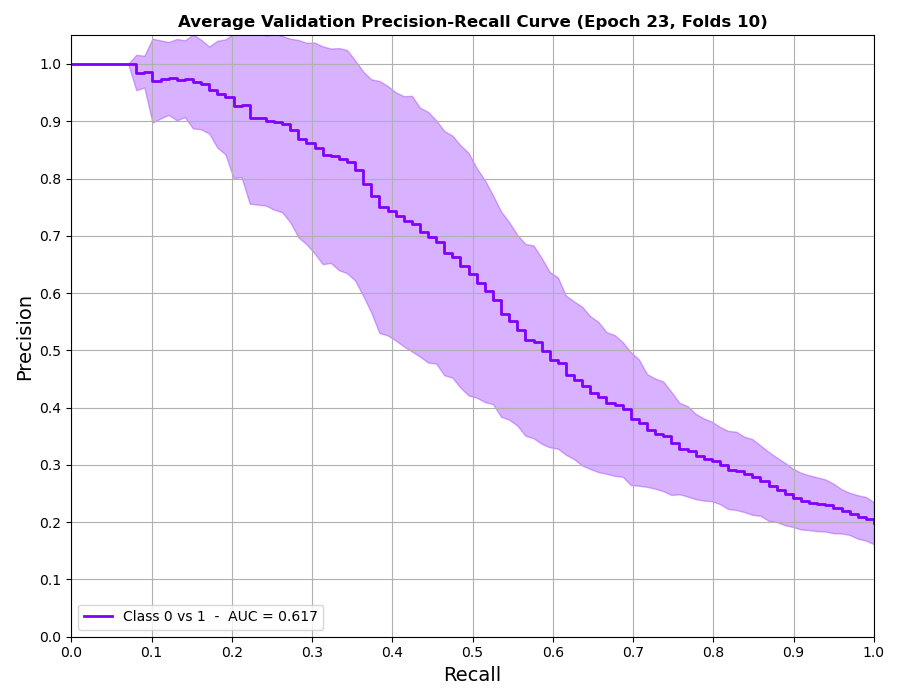 Average Validation Precision-Recall Curve (Epoch 23, Folds 10)
Precision
1.0
0.9
0.8
0.7
0.6
0.5
0.4
0.3
0.2
0.1
0.0
Class 0 vs 1 - AUC = 0.617
0.0 0.1 0.2 0.3 0.4 0.5 0.6 0.7 0.8 0.9 1.0
Recall